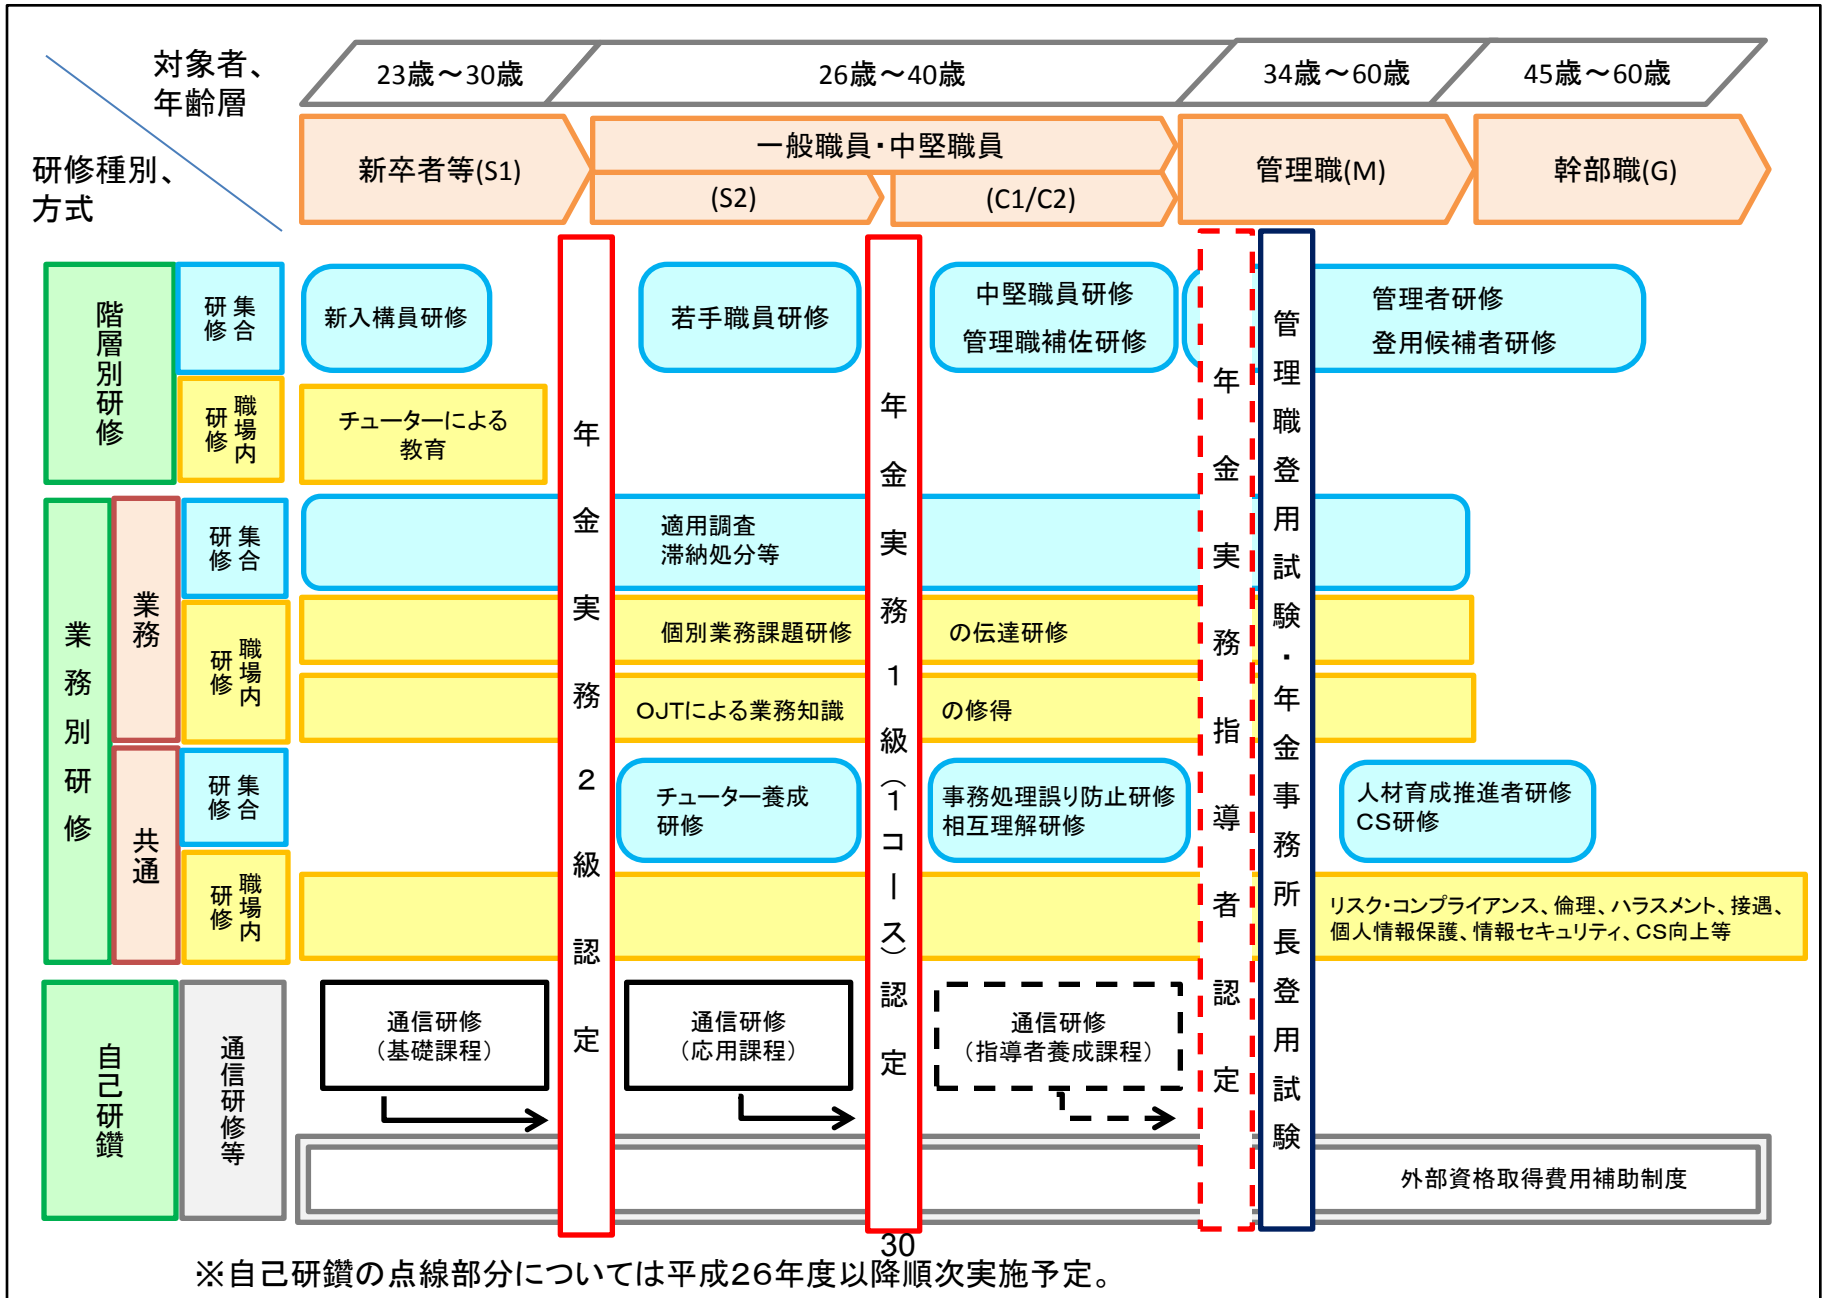 対象者、
年齢層
研修種別、
方式
23歳～30歳
26歳～40歳
34歳～60歳
45歳～60歳
新卒者等(S1)
一般職員・中堅職員
(S2)
(C1/C2)
管理職(M)
幹部職(G)
階層別研修
集合
研修
新入構員研修
若手職員研修
中堅職員研修
管理職補佐研修
管理者研修
登用候補者研修
職場内
研修
チューターによる
教育
業務別研修
業務
集合
研修
適用調査
滞納処分等
職場内
研修
個別業務課題研修
の伝達研修
OJTによる業務知識
の修得
共通
集合
研修
チューター養成
研修
事務処理誤り防止研修
相互理解研修
人材育成推進者研修
CS研修
職場内
研修
リスク・コンプライアンス、倫理、ハラスメント、接遇、
個人情報保護、情報セキュリティ、CS向上等
自己研鑽
通信研修等
通信研修
（基礎課程）
通信研修
（応用課程）
通信研修
（指導者養成課程）
外部資格取得費用補助制度
年金実務２級認定
年金実務１級（１コース）認定
年金実務指導者認定
管理職登用試験・年金事務所長登用試験
30
※自己研鑽の点線部分については平成２６年度以降順次実施予定。